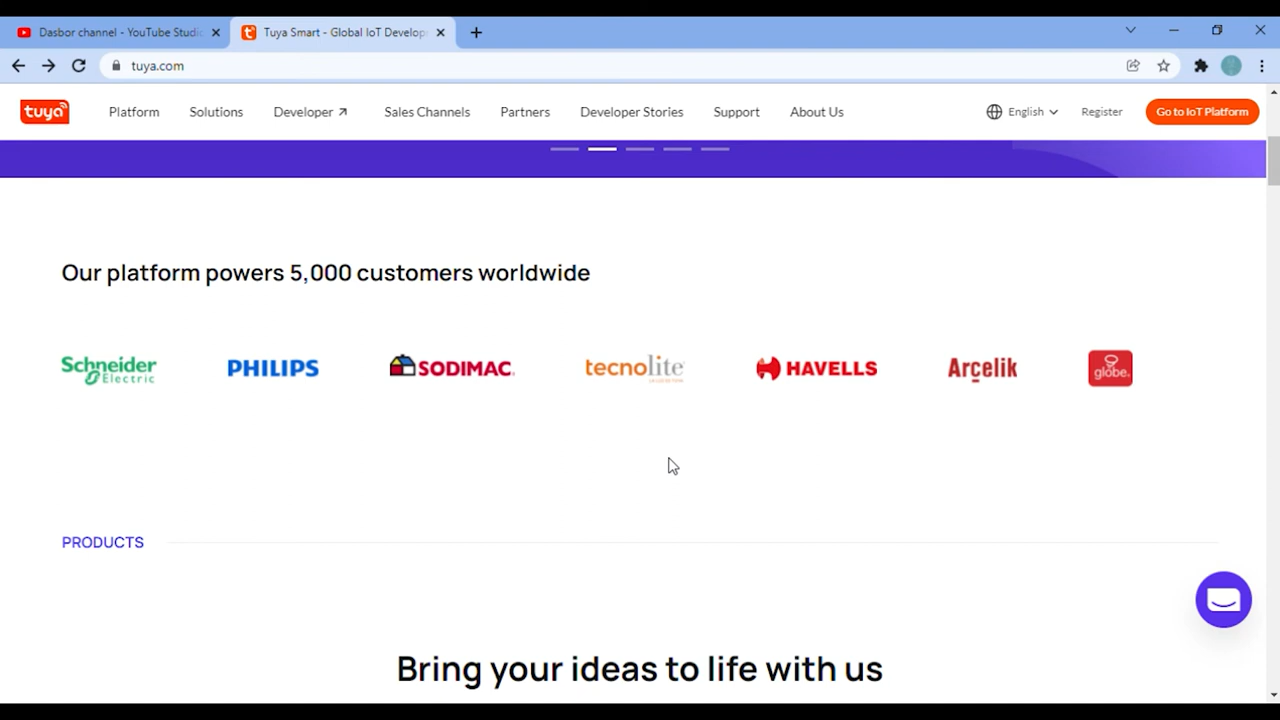 Dasbor channel - YouTube Studio
Tuya Smart - Global IoT Develop
tuya.com
tuya
Platform
Solutions
Developer
Sales Channels
Partners
Developer Stories
Support
About Us
English
Register
Go to IoT Platform
Our platform powers 5,000 customers worldwide
Schneider
Electric
PHILIPS
SODIMAC
tecnolite
HAVELLS
Arçelik
globe.
PRODUCTS
Bring your ideas to life with us